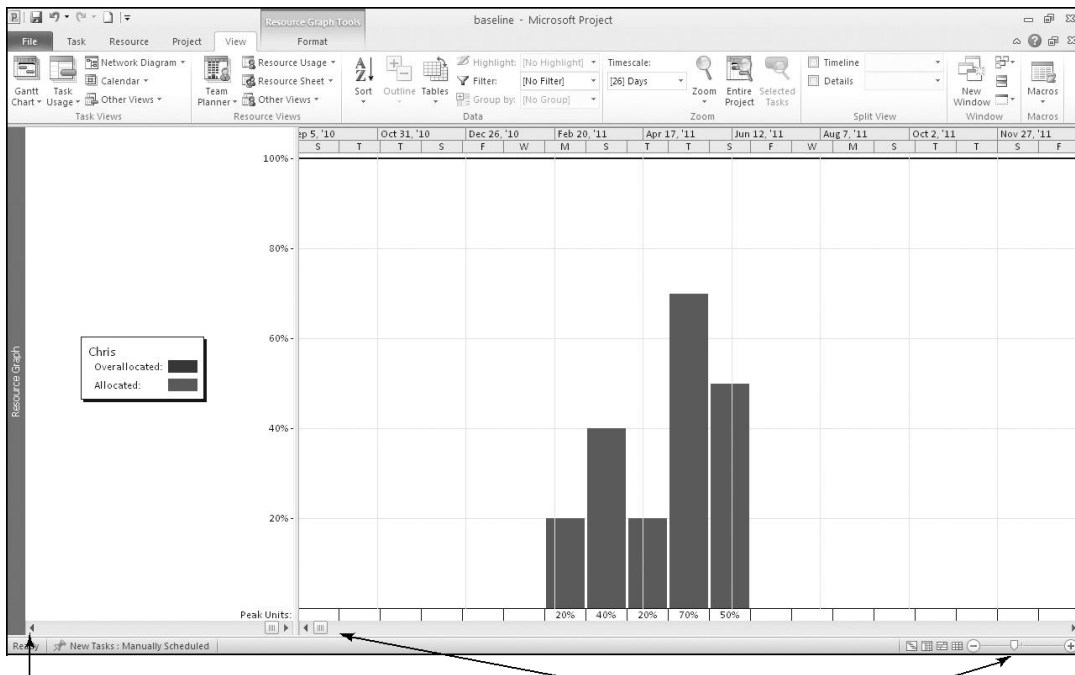 Resource Graph Tools
baseline - Microsoft Project
File Task Resource Project View Format
Gantt Chart Task Usage Network Diagram Calendar Other Views
Task Views
Team Planner Resource Usage Resource Sheet Other Views
Resource Views
Sort Outline Tables
Highlight: [No Highlight]
Filter: [No Filter]
Group by: [No Group]
Data
Timescale:
[26] Days
Zoom Entire Project Selected Tasks
Zoom
Timeline
Details
Split View
New Window
Window
Macros
Macros
ep 5, '10 Oct 31, '10 Dec 26, '10 Feb 20, '11 Apr 17, '11 Jun 12, '11 Aug 7, '11 Oct 2, '11 Nov 27, '11
S T T S F W M S T T S F W M S T T S F
100%
80%
60%
40%
20%
Resource Graph
Chris
Overallocated:
Allocated:
Peak Units: 20% 40% 20% 70% 50%
Ready New Tasks : Manually Scheduled